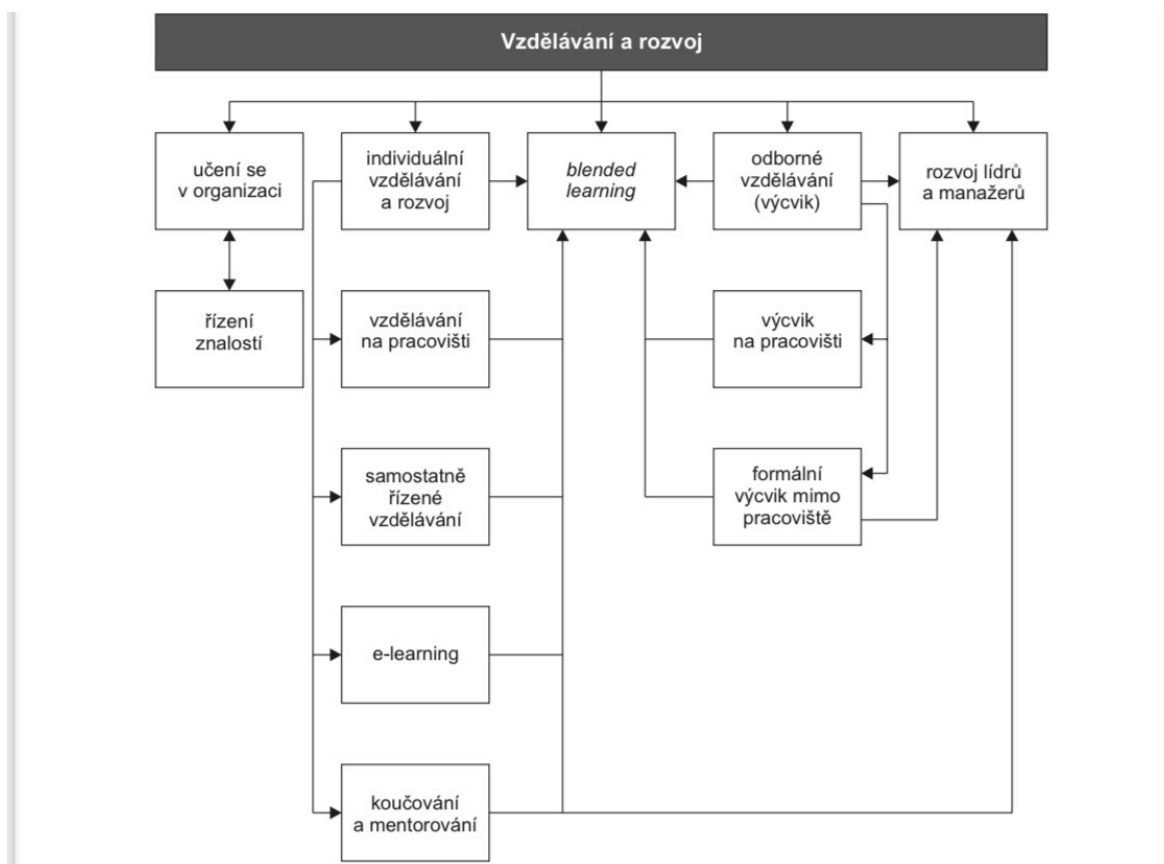 Vzdělávání a rozvoj
učení se
v organizaci
individuální
vzdělávání
a rozvoj
blended
learning
odborné
vzdělávání
(výcvik)
rozvoj lídrů
a manažerů
řízení
znalostí
vzdělávání
na pracovišti
výcvik
na pracovišti
samostatně
řízené
vzdělávání
formální
výcvik mimo
pracoviště
e-learning
koučování
a mentorování